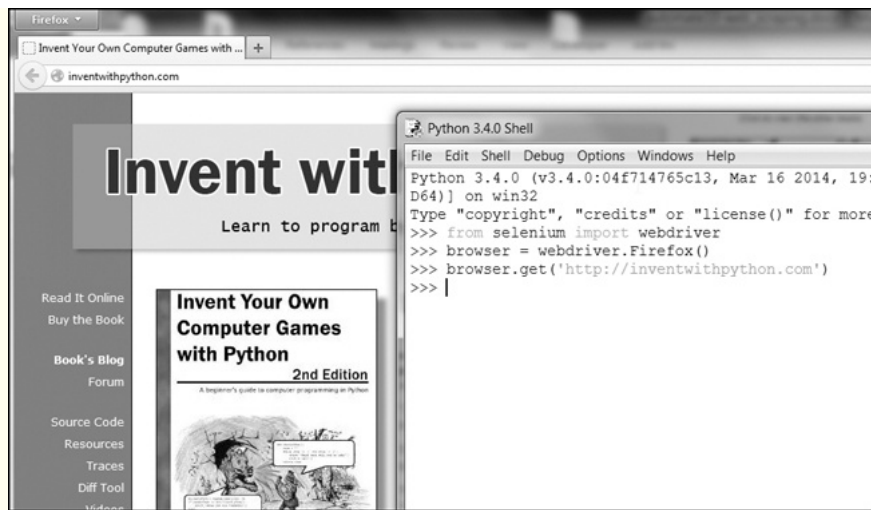 Firefox
Invent Your Own Computer Games with ...
+
inventwithpython.com
Invent wit
Learn to program b
Read It Online
Buy the Book
Book's Blog
Forum
Source Code
Resources
Traces
Diff Tool
Videos
Invent Your Own
Computer Games
with Python
2nd Edition
A beginner's guide to computer programming in Python
Python 3.4.0 Shell
File Edit Shell Debug Options Windows Help
Python 3.4.0 (v3.4.0:04f714765c13, Mar 16 2014, 19:
D64)] on win32
Type "copyright", "credits" or "license()" for more
>>> from selenium import webdriver
>>> browser = webdriver.Firefox()
>>> browser.get('http://inventwithpython.com')
>>>